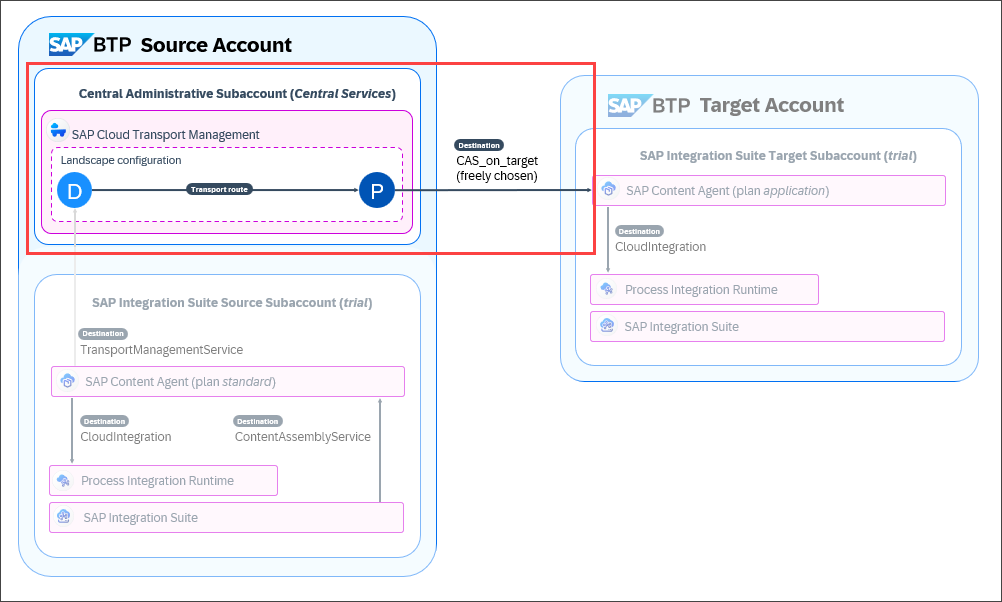 SAP BTP Source Account
Central Administrative Subaccount (Central Services)
SAP Cloud Transport Management
Landscape configuration
D
Transport route
P
Destination
CAS_on_target
(freely chosen)
SAP BTP Target Account
SAP Integration Suite Target Subaccount (trial)
SAP Content Agent (plan application)
Destination
CloudIntegration
Process Integration Runtime
SAP Integration Suite
SAP Integration Suite Source Subaccount (trial)
Destination
TransportManagementService
SAP Content Agent (plan standard)
Destination
CloudIntegration
Destination
ContentAssemblyService
Process Integration Runtime
SAP Integration Suite